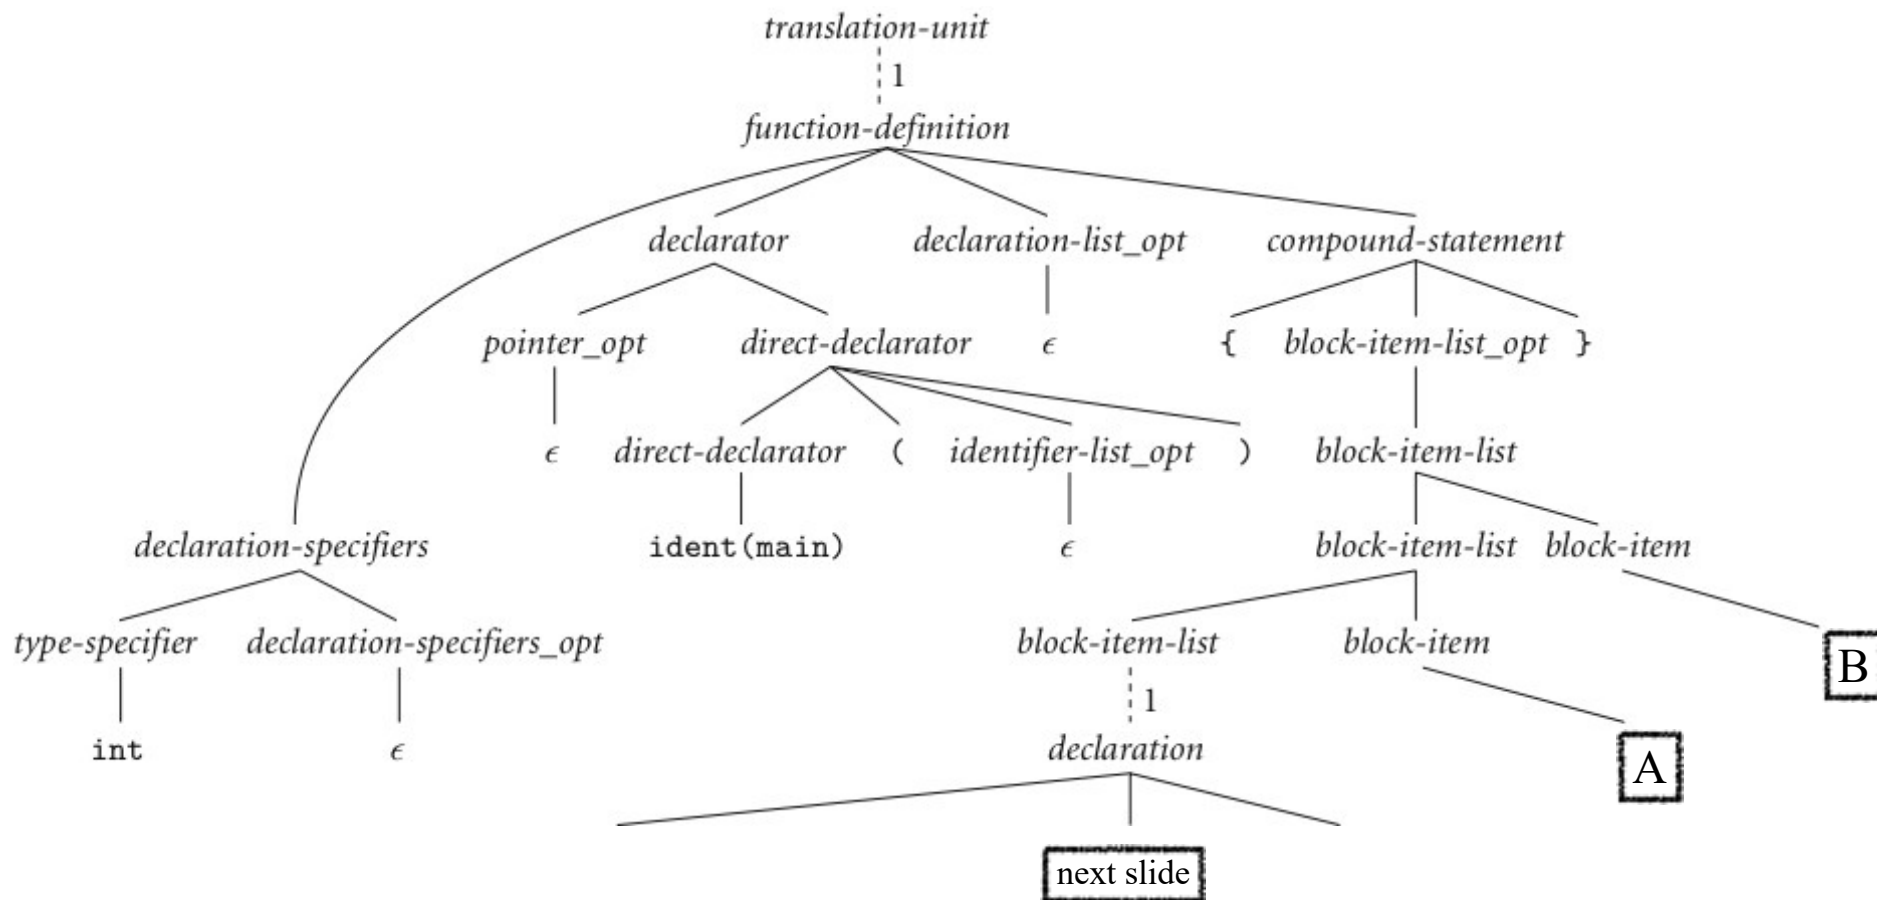 translation-unit
1
function-definition
declarator declaration-list_opt compound-statement
pointer_opt direct-declarator ϵ { block-item-list_opt }
ϵ direct-declarator ( identifier-list_opt ) block-item-list
declaration-specifiers ident(main) ϵ block-item-list block-item
type-specifier declaration-specifiers_opt block-item-list block-item
B
1
int ϵ declaration
A
next slide